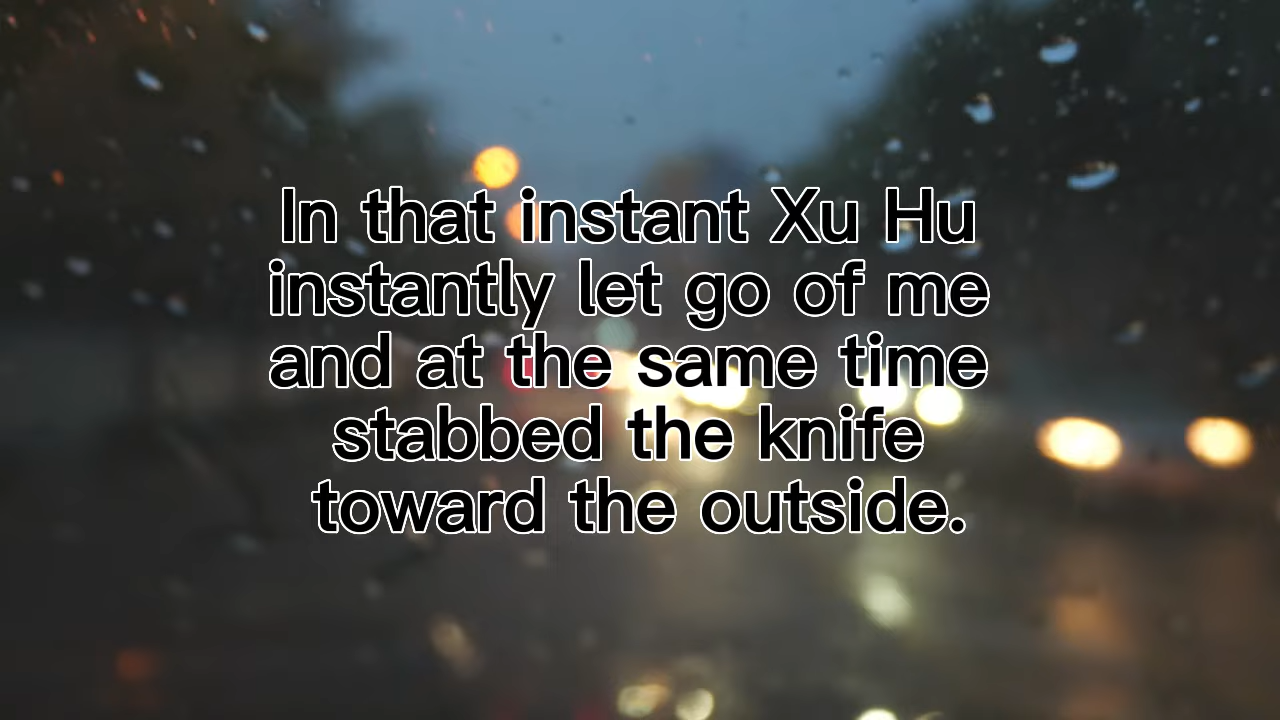 In that instant Xu Hu
instantly let go of me
and at the same time
stabbed the knife
toward the outside.